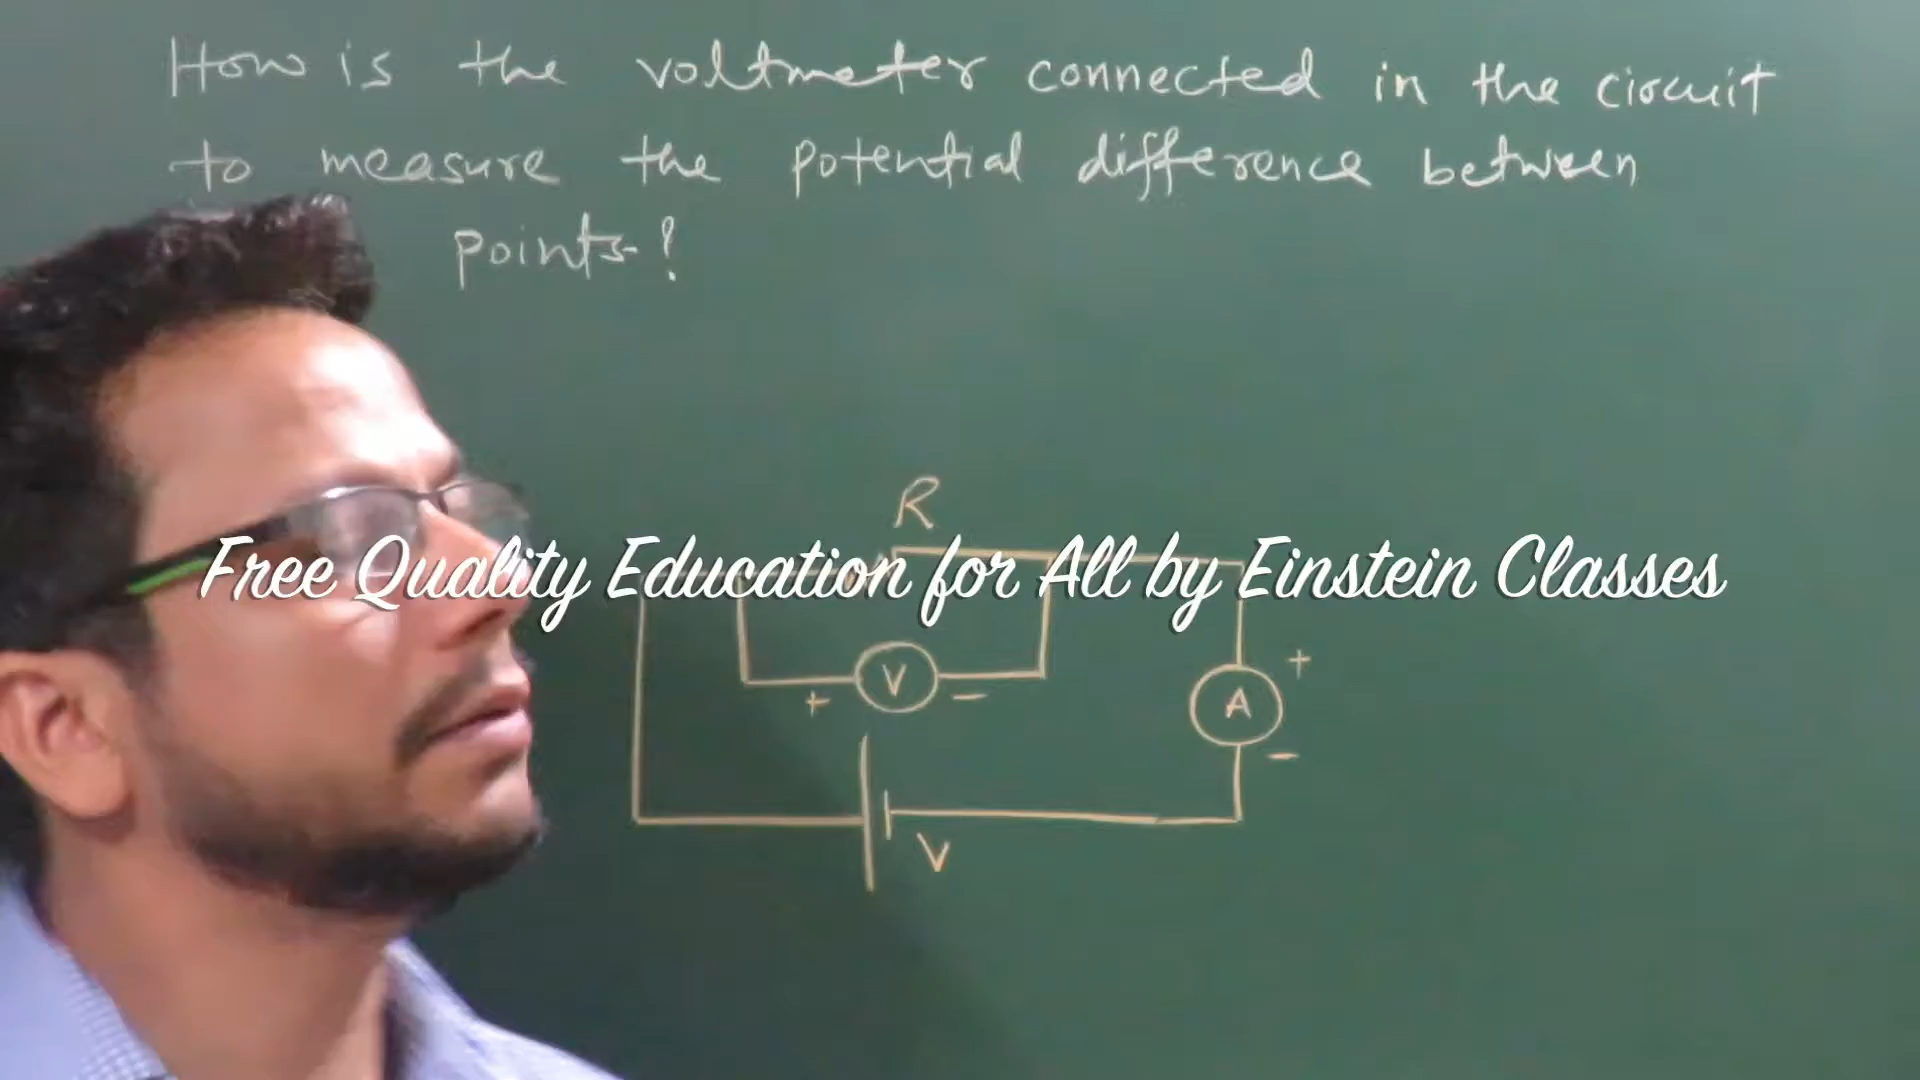 How is the voltmeter connected in the circuit
to measure the potential difference between
points?
R
Free Quality Education for All by Einstein Classes
+ V -
+
A
-
V